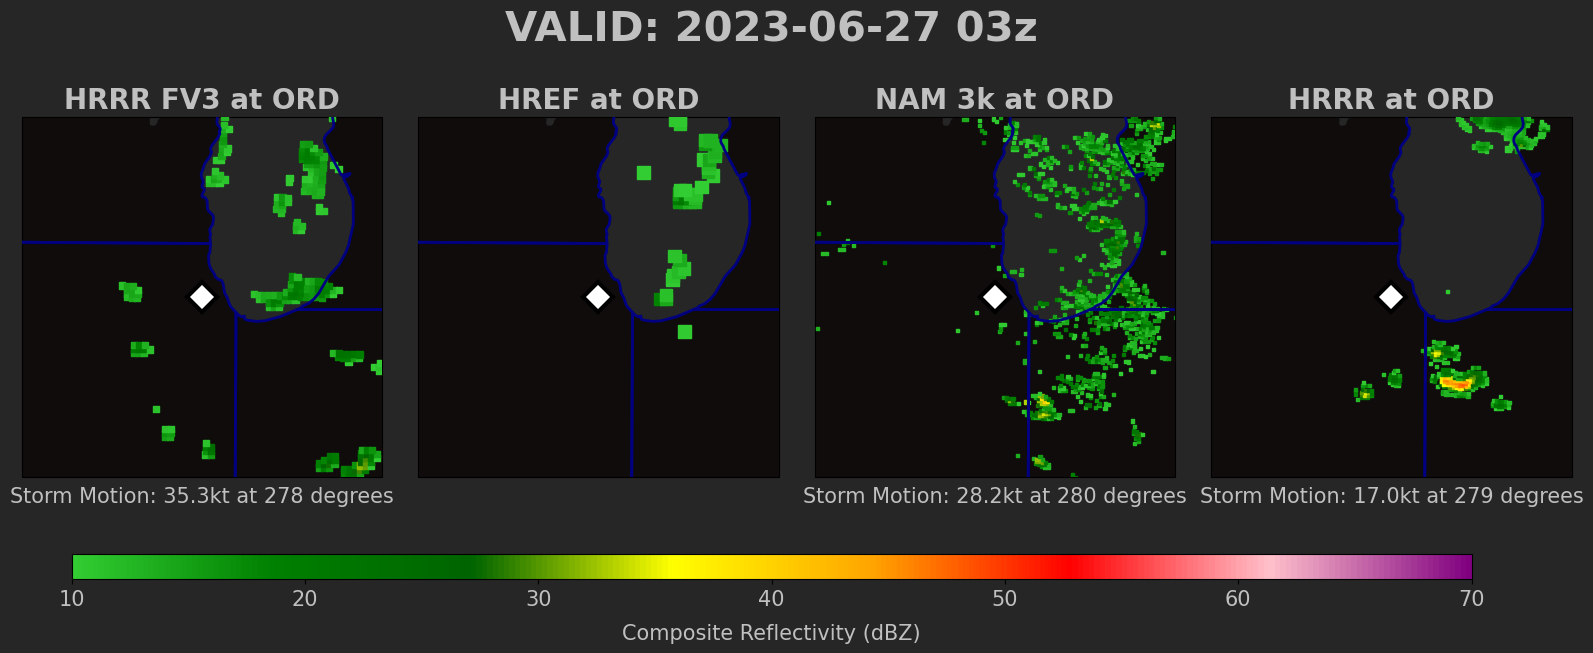 VALID: 2023-06-27 03z
HRRR FV3 at ORD
HREF at ORD
NAM 3k at ORD
HRRR at ORD
Storm Motion: 35.3kt at 278 degrees
Storm Motion: 28.2kt at 280 degrees
Storm Motion: 17.0kt at 279 degrees
10 20 30 40 50 60 70
Composite Reflectivity (dBZ)